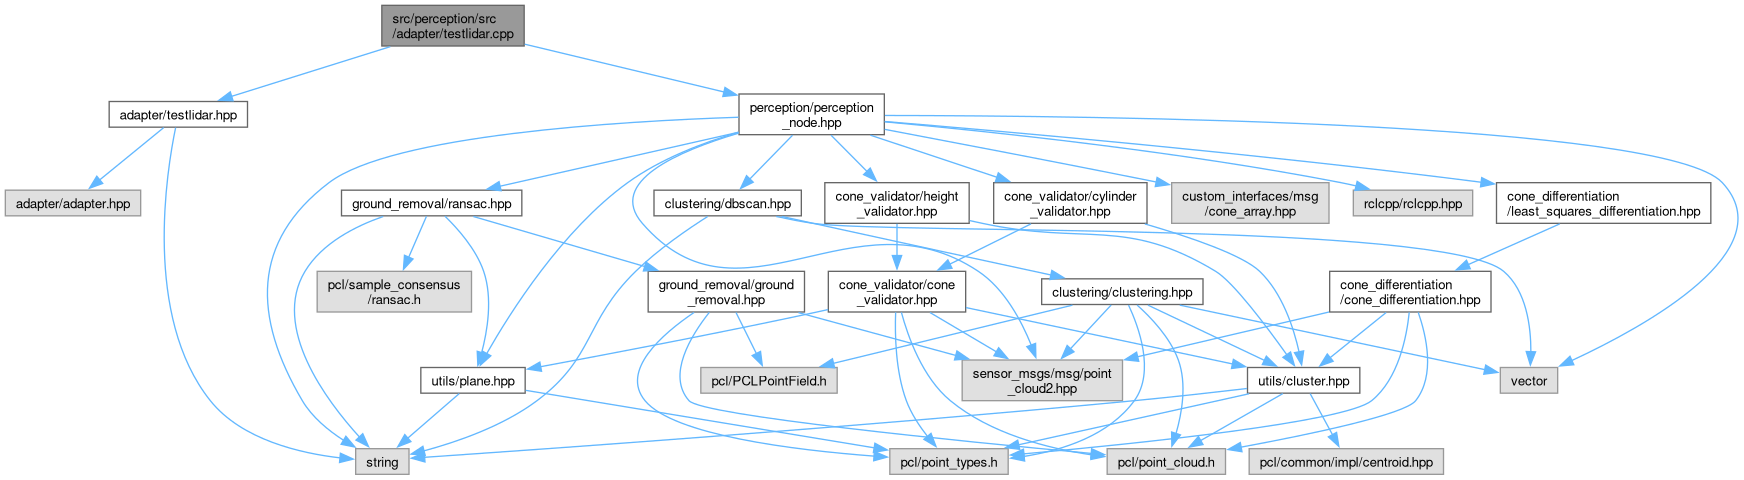 src/perception/src
/adapter/testlidar.cpp
adapter/testlidar.hpp
perception/perception
_node.hpp
adapter/adapter.hpp
ground_removal/ransac.hpp
clustering/dbscan.hpp
cone_validator/height
_validator.hpp
cone_validator/cylinder
_validator.hpp
custom_interfaces/msg
/cone_array.hpp
rclcpp/rclcpp.hpp
cone_differentiation
/least_squares_differentiation.hpp
pcl/sample_consensus
/ransac.h
ground_removal/ground
_removal.hpp
cone_validator/cone
_validator.hpp
clustering/clustering.hpp
cone_differentiation
/cone_differentiation.hpp
utils/plane.hpp
pcl/PCLPointField.h
sensor_msgs/msg/point
_cloud2.hpp
utils/cluster.hpp
vector
string
pcl/point_types.h
pcl/point_cloud.h
pcl/common/impl/centroid.hpp